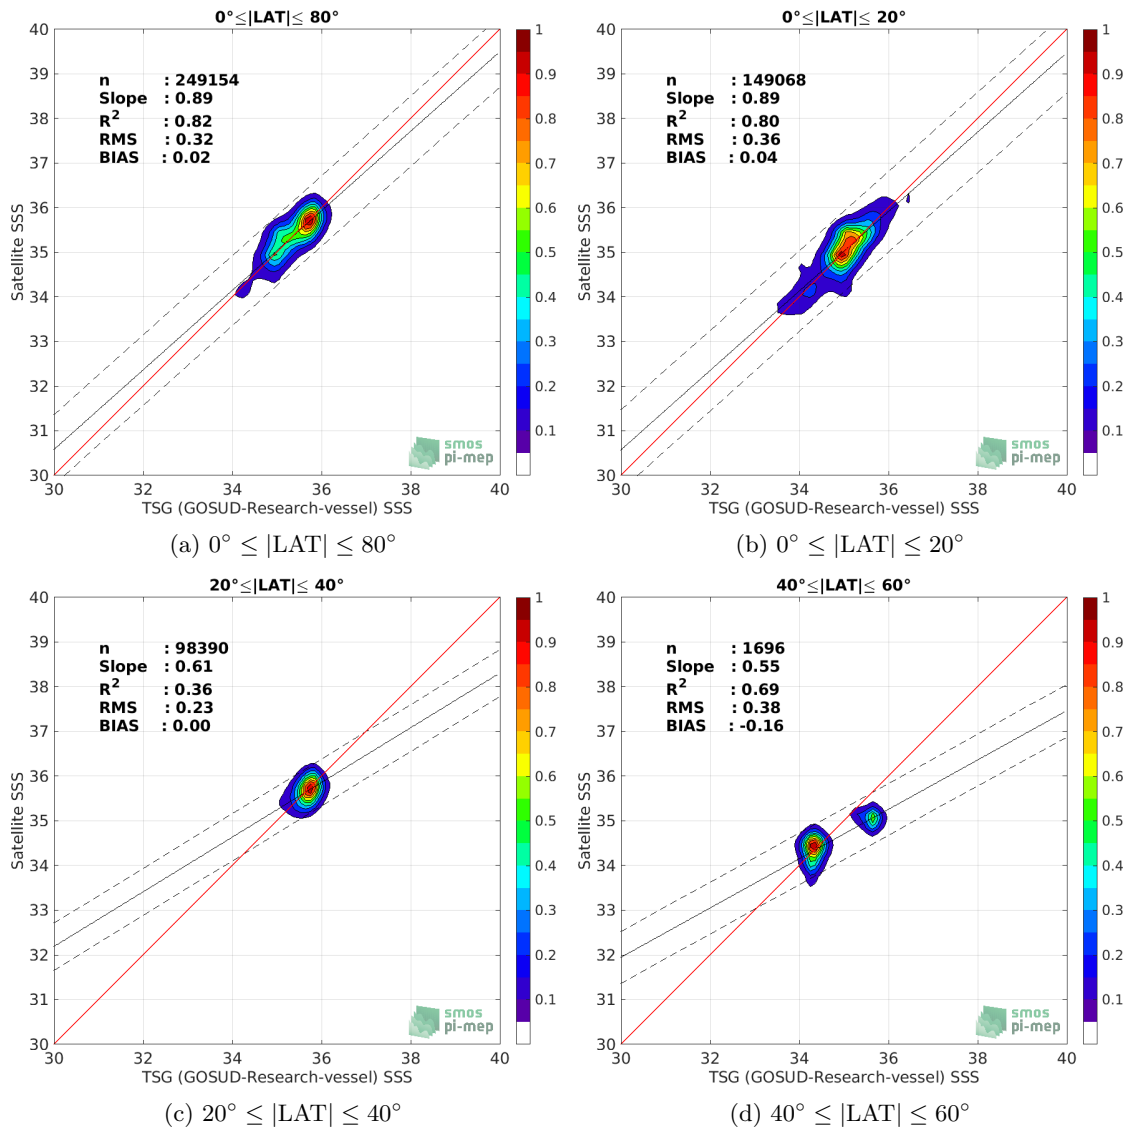 0°≤|LAT|≤ 80°
n : 249154
Slope : 0.89
R² : 0.82
RMS : 0.32
BIAS : 0.02
Satellite SSS
40
39
38
37
36
35
34
33
32
31
30
30 32 34 36 38 40
TSG (GOSUD-Research-vessel) SSS
1
0.9
0.8
0.7
0.6
0.5
0.4
0.3
0.2
0.1
smos
pi-mep
(a) 0° ≤ |LAT| ≤ 80°
0°≤|LAT|≤ 20°
n : 149068
Slope : 0.89
R² : 0.80
RMS : 0.36
BIAS : 0.04
Satellite SSS
40
39
38
37
36
35
34
33
32
31
30
30 32 34 36 38 40
TSG (GOSUD-Research-vessel) SSS
1
0.9
0.8
0.7
0.6
0.5
0.4
0.3
0.2
0.1
smos
pi-mep
(b) 0° ≤ |LAT| ≤ 20°
20°≤|LAT|≤ 40°
n : 98390
Slope : 0.61
R² : 0.36
RMS : 0.23
BIAS : 0.00
Satellite SSS
40
39
38
37
36
35
34
33
32
31
30
30 32 34 36 38 40
TSG (GOSUD-Research-vessel) SSS
1
0.9
0.8
0.7
0.6
0.5
0.4
0.3
0.2
0.1
smos
pi-mep
(c) 20° ≤ |LAT| ≤ 40°
40°≤|LAT|≤ 60°
n : 1696
Slope : 0.55
R² : 0.69
RMS : 0.38
BIAS : -0.16
Satellite SSS
40
39
38
37
36
35
34
33
32
31
30
30 32 34 36 38 40
TSG (GOSUD-Research-vessel) SSS
1
0.9
0.8
0.7
0.6
0.5
0.4
0.3
0.2
0.1
smos
pi-mep
(d) 40° ≤ |LAT| ≤ 60°